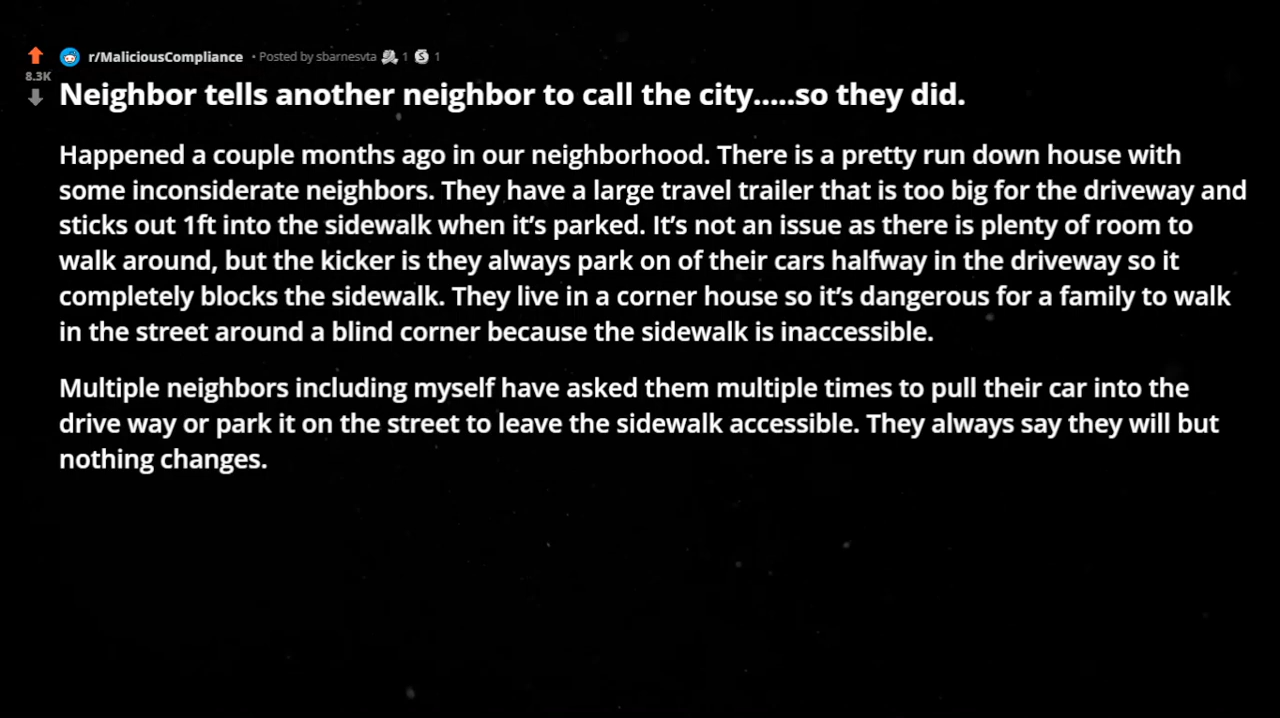 r/MaliciousCompliance • Posted by sbarnesvta 1 1
8.3K
Neighbor tells another neighbor to call the city.....so they did.
Happened a couple months ago in our neighborhood. There is a pretty run down house with
some inconsiderate neighbors. They have a large travel trailer that is too big for the driveway and
sticks out 1ft into the sidewalk when it’s parked. It’s not an issue as there is plenty of room to
walk around, but the kicker is they always park on of their cars halfway in the driveway so it
completely blocks the sidewalk. They live in a corner house so it’s dangerous for a family to walk
in the street around a blind corner because the sidewalk is inaccessible.
Multiple neighbors including myself have asked them multiple times to pull their car into the
drive way or park it on the street to leave the sidewalk accessible. They always say they will but
nothing changes.